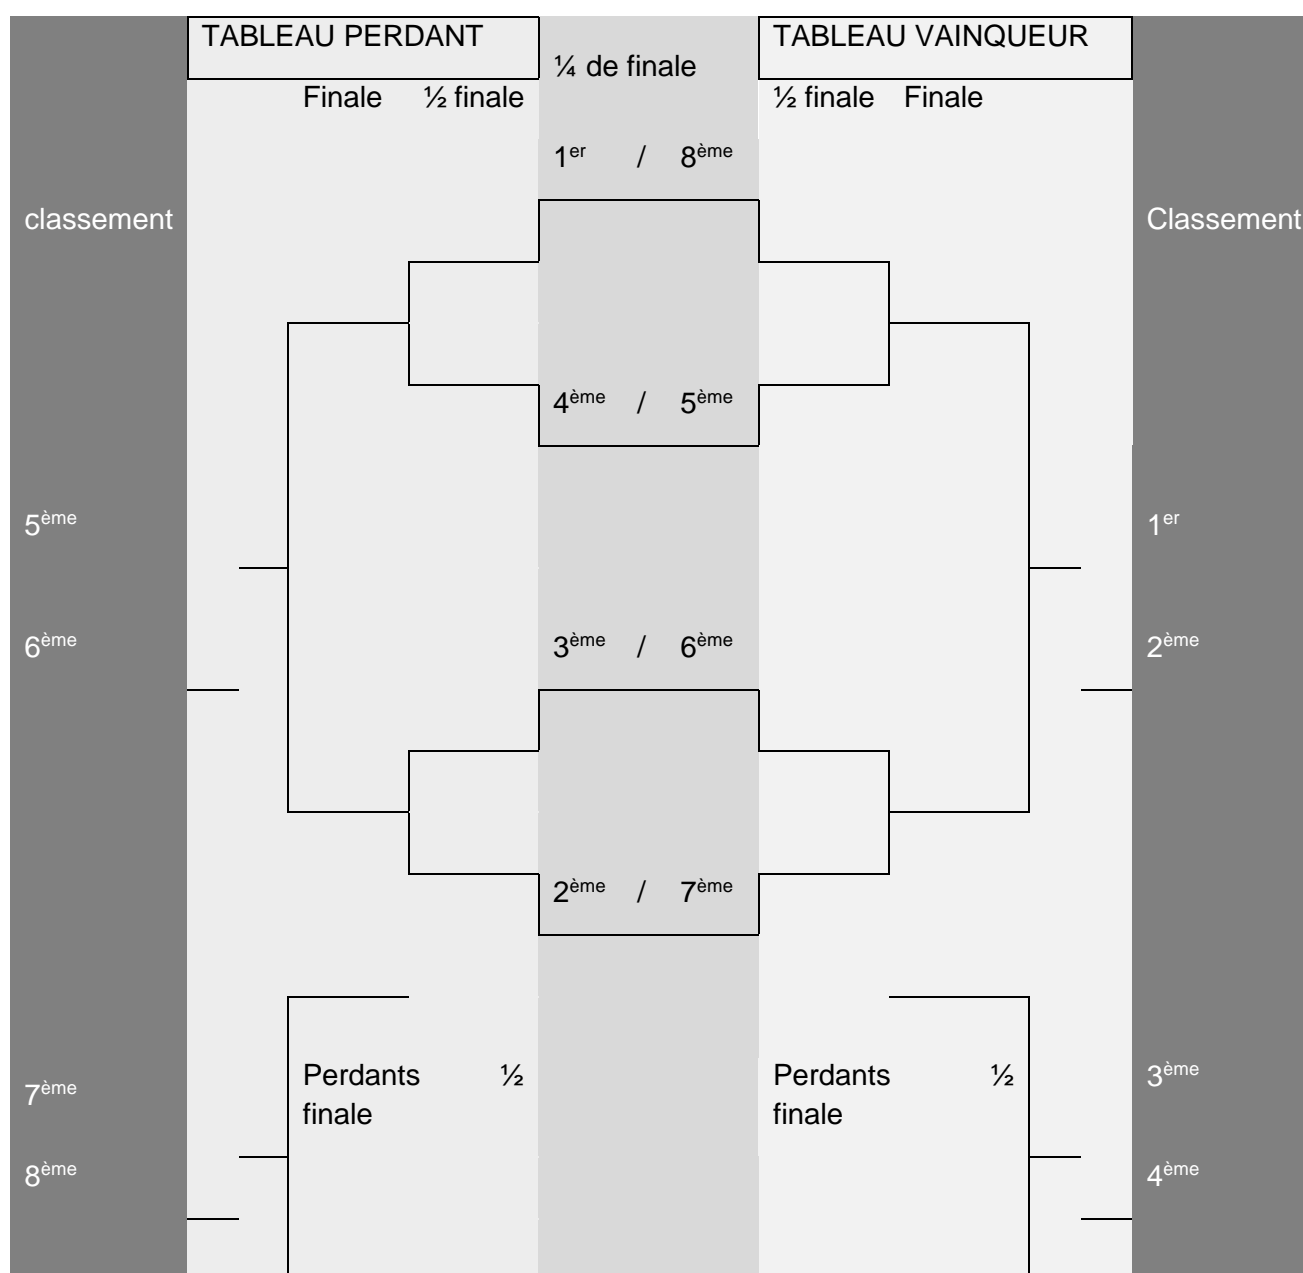 TABLEAU PERDANT
¼ de finale
TABLEAU VAINQUEUR
Finale ½ finale
½ finale Finale
1er / 8ème
classement
Classement
4ème / 5ème
5ème
1er
6ème
3ème / 6ème
2ème
2ème / 7ème
7ème
Perdants ½
finale
Perdants ½
finale
3ème
8ème
4ème